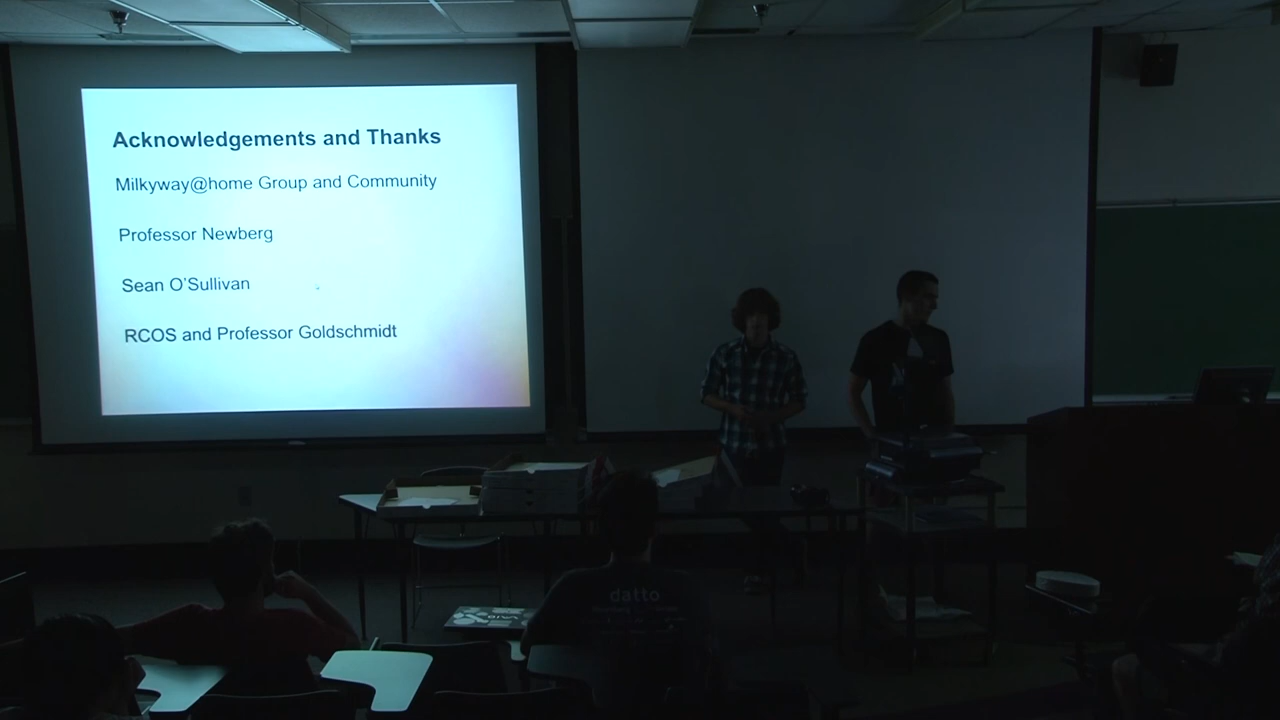 Acknowledgements and Thanks
Milkyway@home Group and Community
Professor Newberg
Sean O'Sullivan
RCOS and Professor Goldschmidt
datto